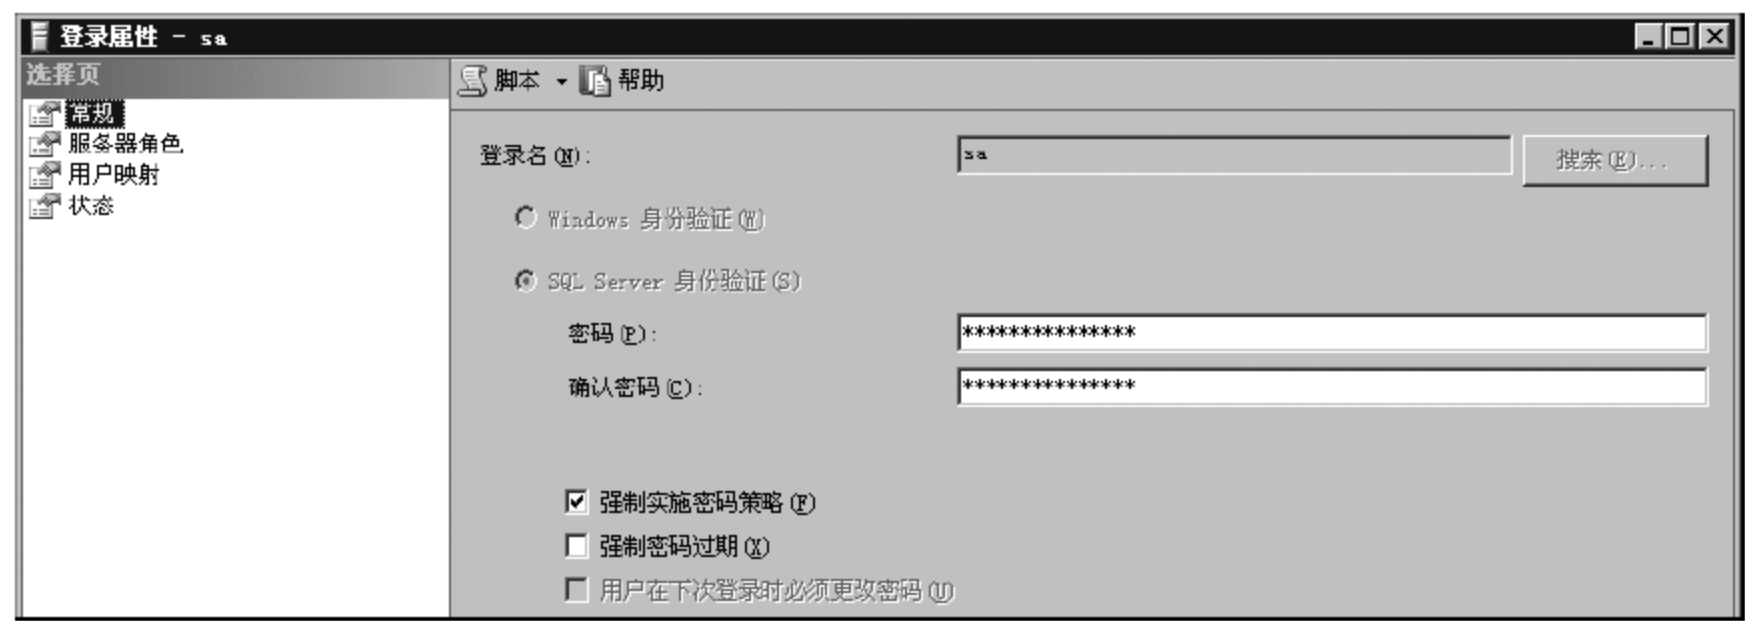 登录属性 - sa
选择页
常规
服务器角色
用户映射
状态
脚本 帮助
登录名(N): sa 搜索(E)...
Windows 身份验证(W)
SQL Server 身份验证(S)
密码(P): ***************
确认密码(C): ***************
强制实施密码策略(F)
强制密码过期(X)
用户在下次登录时必须更改密码(U)